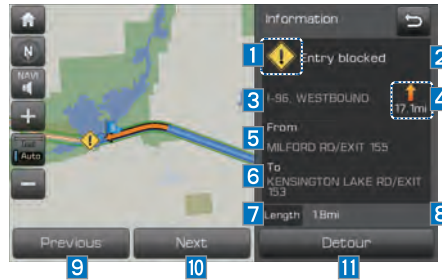 Information
N
1
Entry blocked
2
NAVI
3
I-96, WESTBOUND
4
17.1mi
5
From
MILFORD RD/EXIT 155
Auto
6
To
KENSINGTON LAKE RD/EXIT
153
7
Length
1.8mi
8
Previous
Next
Detour
9
10
11